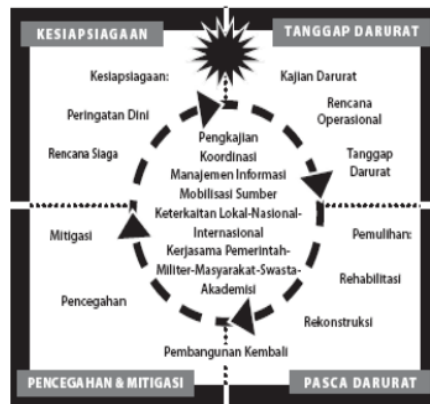 KESIAPSIAGAAN
TANGGAP DARURAT
Kesiapsiagaan:
Peringatan Dini
Rencana Siaga
Kajian Darurat
Rencana
Operasional
Tanggap
Darurat
Pengkajian
Koordinasi
Manajemen Informasi
Mobilisasi Sumber
Keterkaitan Lokal-Nasional-
Internasional
Kerjasama Pemerintah-
Militer-Masyarakat-Swasta-
Akademisi
Mitigasi
Pencegahan
Pemulihan:
Rehabilitasi
Rekonstruksi
Pembangunan Kembali
PENCEGAHAN & MITIGASI
PASCA DARURAT